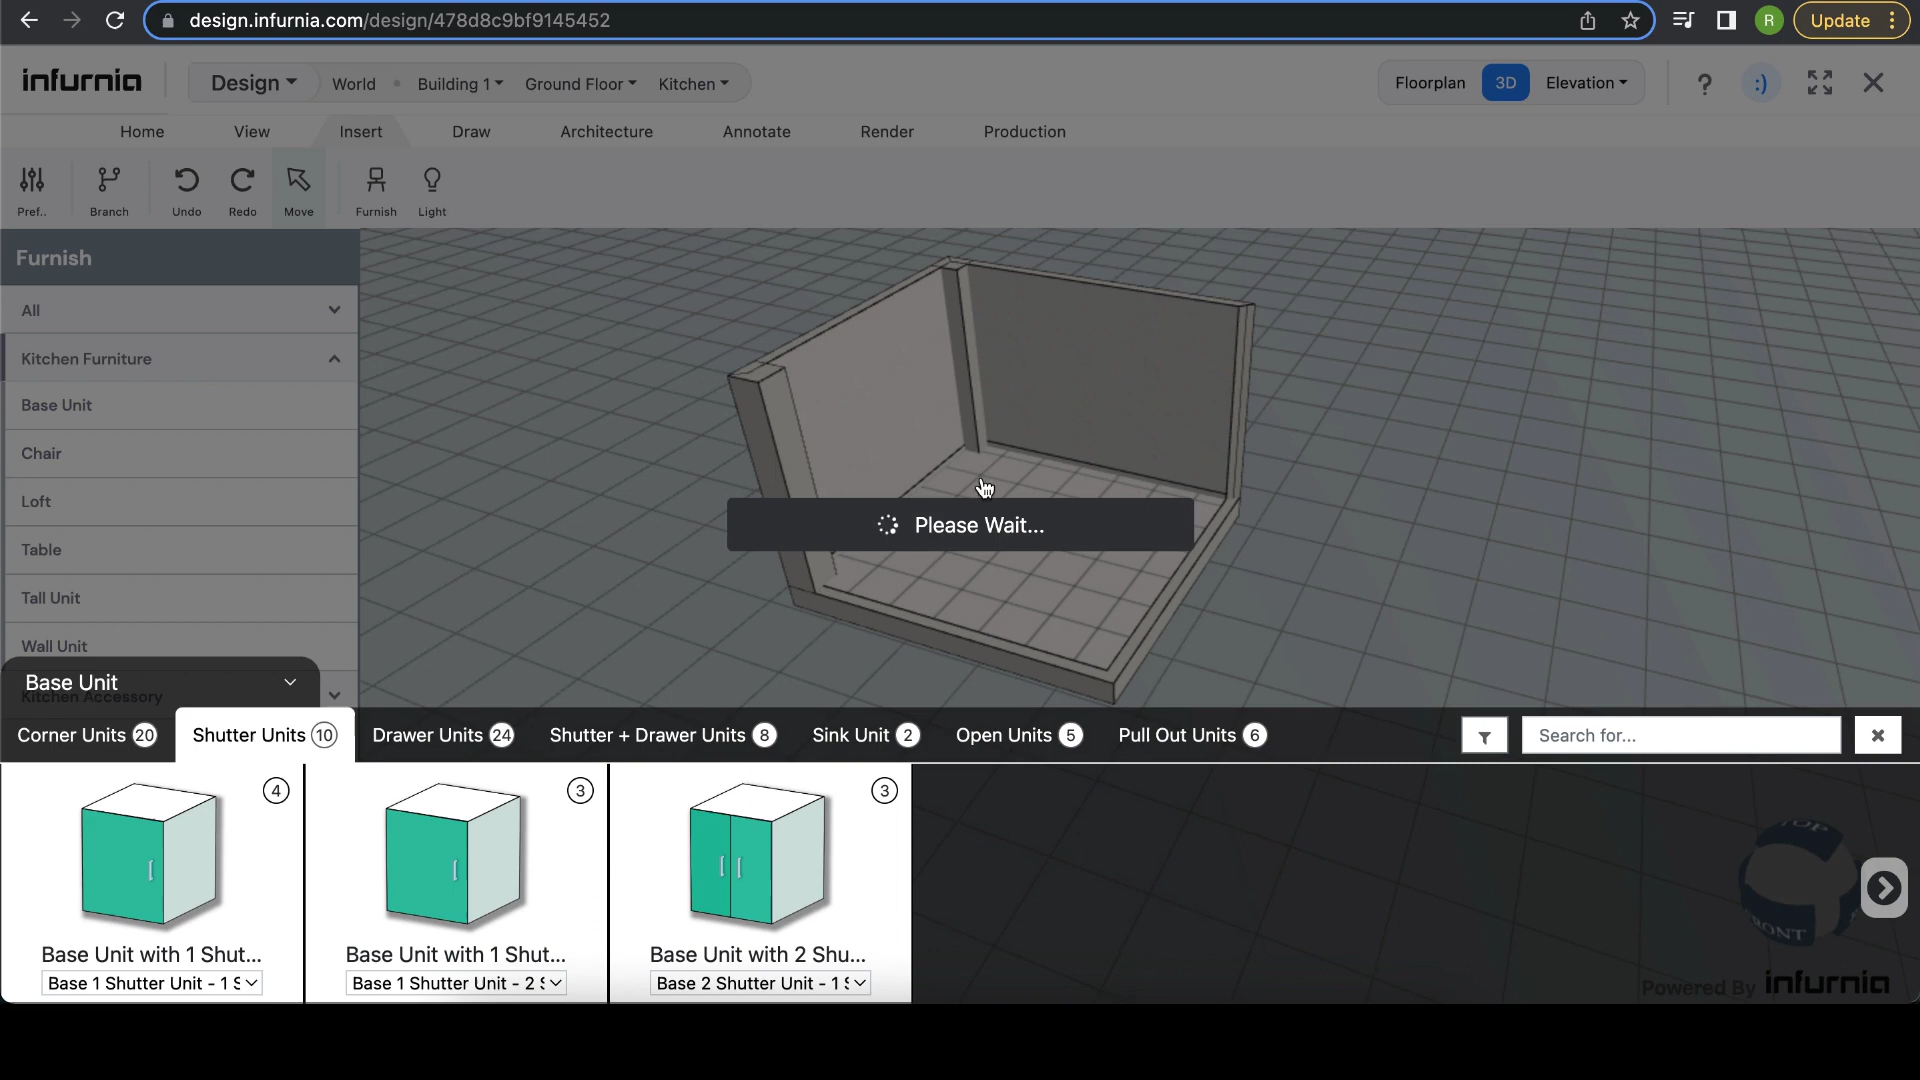 design.infurnia.com/design/478d8c9bf9145452
R
Update
infurnia
Design
World
Building 1
Ground Floor
Kitchen
Floorplan
3D
Elevation
?
:)
Home
View
Insert
Draw
Architecture
Annotate
Render
Production
Pref..
Branch
Undo
Redo
Move
Furnish
Light
Furnish
All
Kitchen Furniture
Base Unit
Chair
Loft
Table
Tall Unit
Wall Unit
Kitchen Accessory
Please Wait...
Base Unit
Corner Units 20
Shutter Units 10
Drawer Units 24
Shutter + Drawer Units 8
Sink Unit 2
Open Units 5
Pull Out Units 6
Search for...
4
Base Unit with 1 Shut...
Base 1 Shutter Unit - 1 S
3
Base Unit with 1 Shut...
Base 1 Shutter Unit - 2 S
3
Base Unit with 2 Shu...
Base 2 Shutter Unit - 1 S
TOP
FRONT
Powered By infurnia